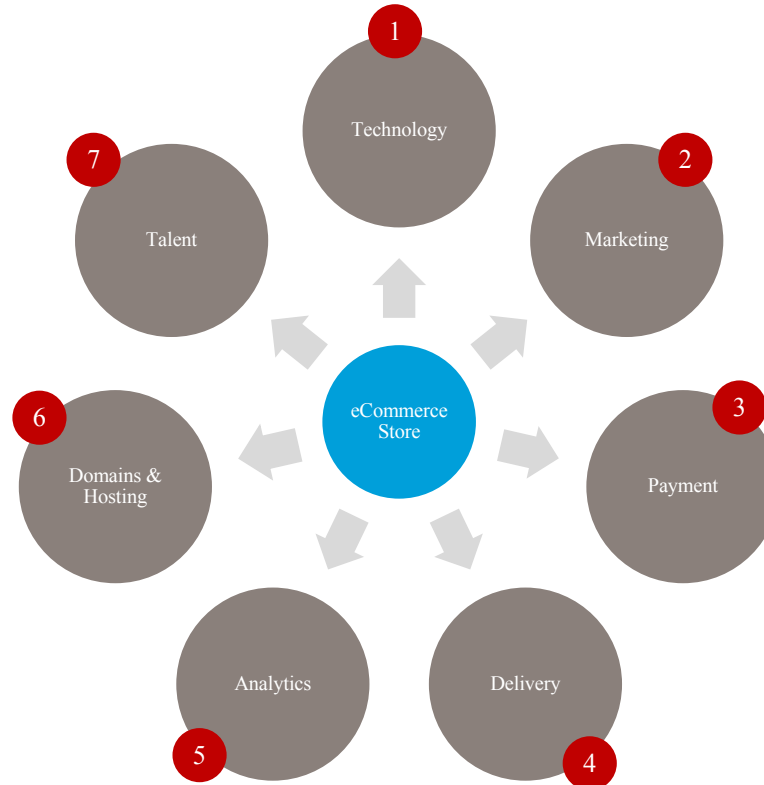 1
Technology
2
Marketing
3
Payment
4
Delivery
5
Analytics
6
Domains &
Hosting
7
Talent
eCommerce
Store